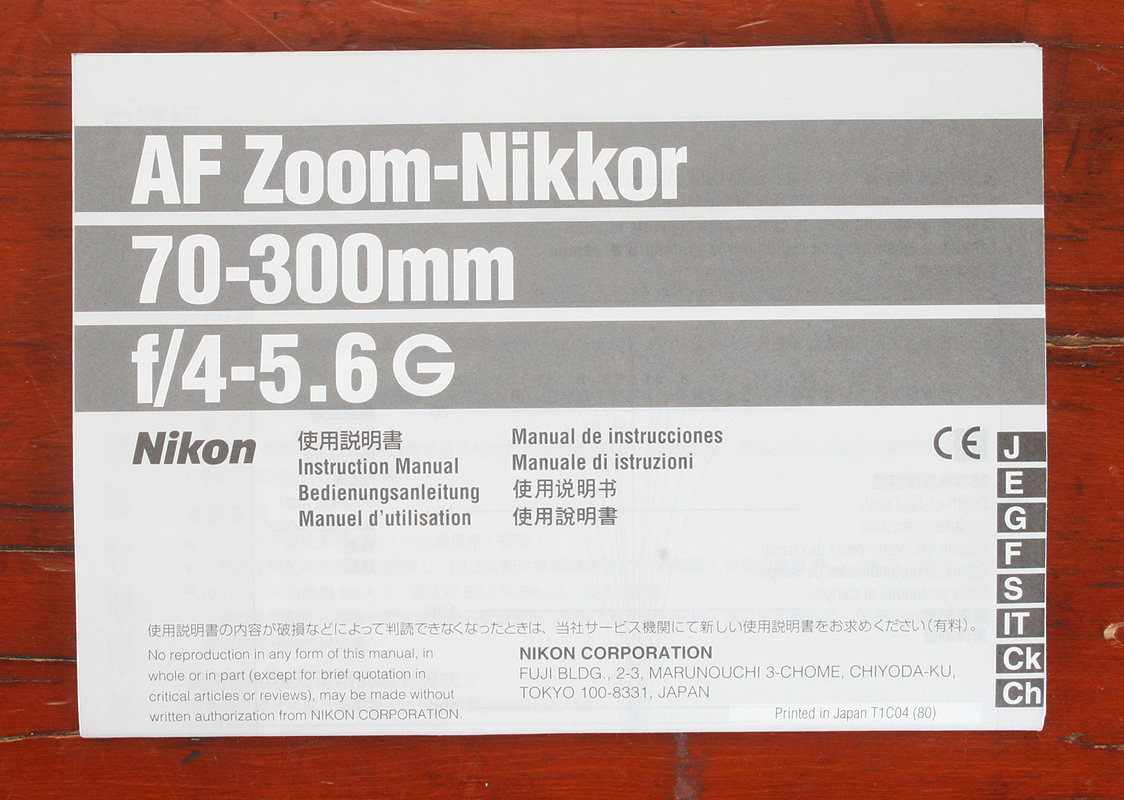 AF Zoom-Nikkor
70-300mm
f/4-5.6 G
Nikon
使用説明書
Instruction Manual
Bedienungsanleitung
Manuel d'utilisation
Manual de instrucciones
Manuale di istruzioni
使用说明书
使用說明書
CE
J
E
G
F
S
IT
Ck
Ch
使用説明書の内容が破損などによって判読できなくなったときは、当社サービス機関にて新しい使用説明書をお求めください(有料)。
No reproduction in any form of this manual, in
whole or in part (except for brief quotation in
critical articles or reviews), may be made without
written authorization from NIKON CORPORATION.
NIKON CORPORATION
FUJI BLDG., 2-3, MARUNOUCHI 3-CHOME, CHIYODA-KU,
TOKYO 100-8331, JAPAN
Printed in Japan T1C04 (80)